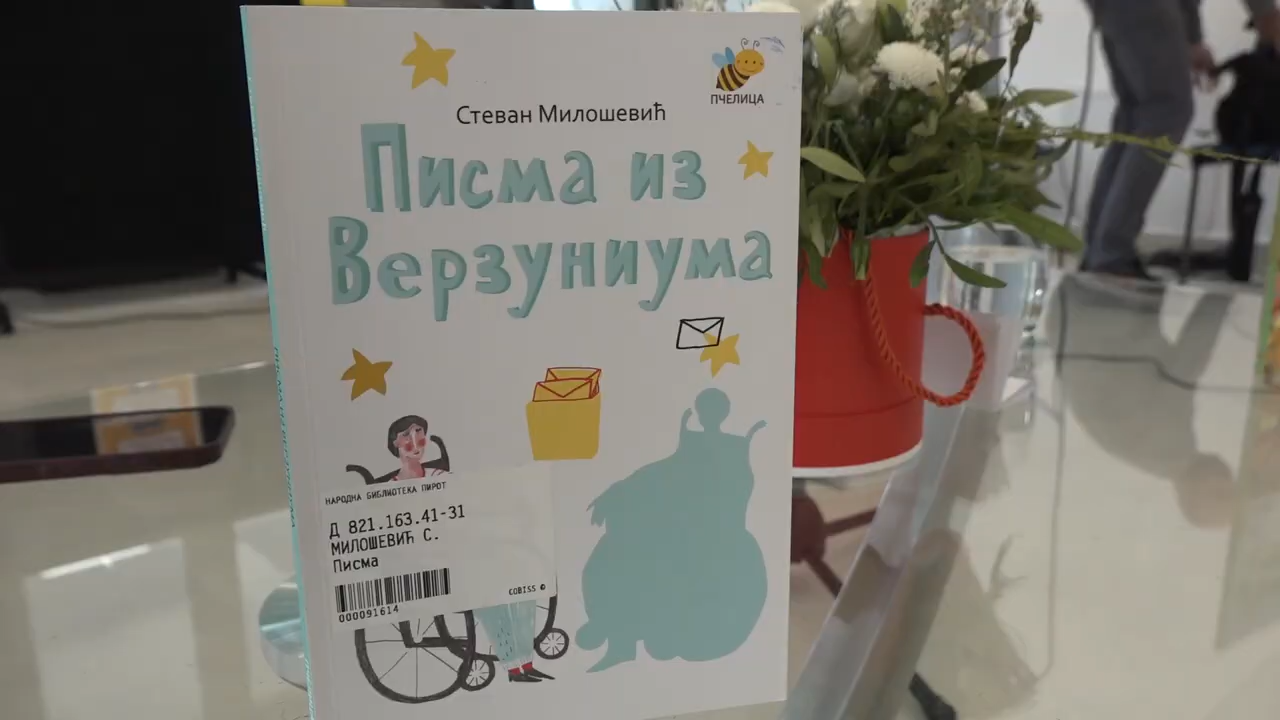 ПЧЕЛИЦА
Стеван Милошевић
Писма из
Верзуниума
НАРОДНА БИБЛИОТЕКА ПИРОТ
Д 821.163.41-31
МИЛОШЕВИЋ С.
Писма
COBISS ©
000091614